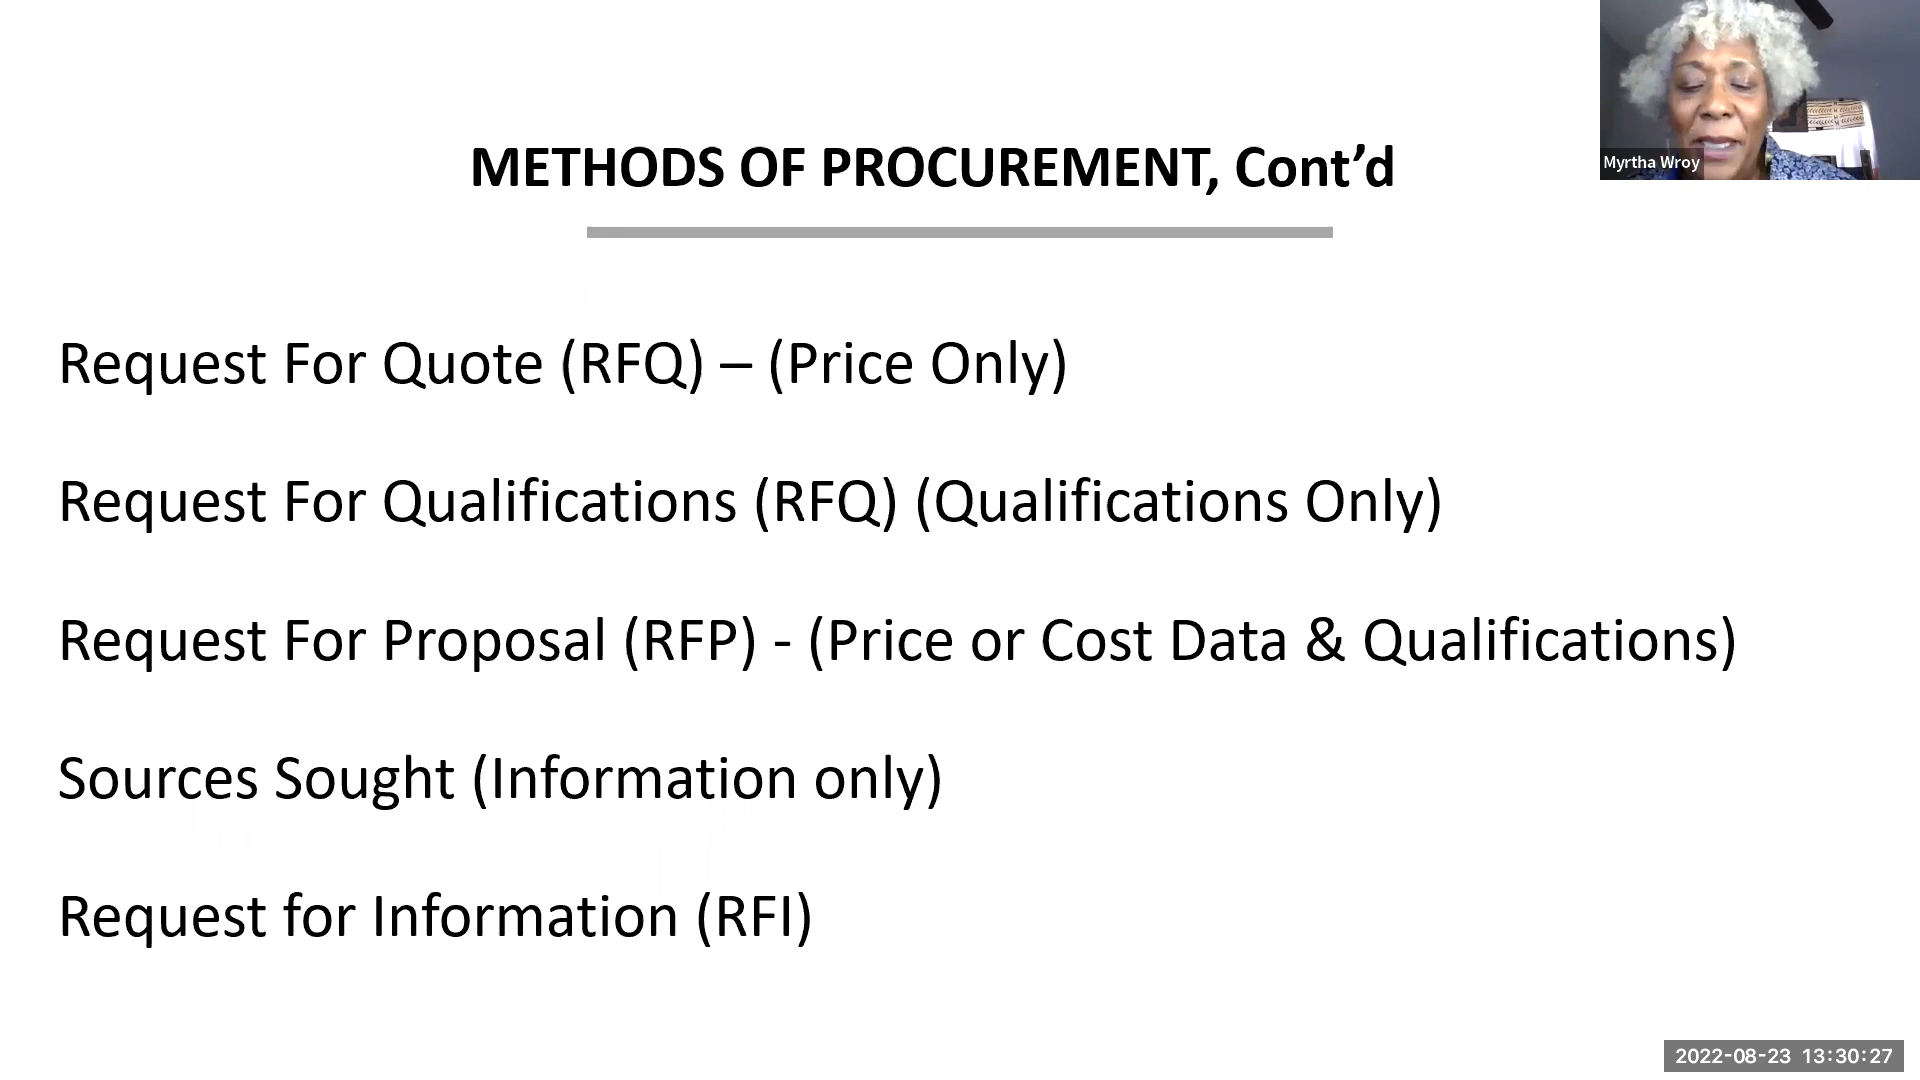 METHODS OF PROCUREMENT, Cont’d
Myrtha Wroy
Request For Quote (RFQ) – (Price Only)
Request For Qualifications (RFQ) (Qualifications Only)
Request For Proposal (RFP) - (Price or Cost Data & Qualifications)
Sources Sought (Information only)
Request for Information (RFI)
2022-08-23 13:30:27